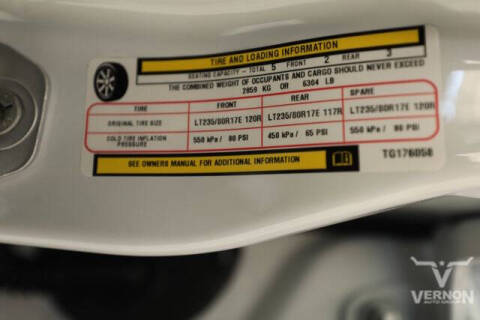 TIRE AND LOADING INFORMATION
SEATING CAPACITY - TOTAL 5 FRONT 2 REAR 3
THE COMBINED WEIGHT OF OCCUPANTS AND CARGO SHOULD NEVER EXCEED
2859 KG OR 6304 LB
TIRE FRONT REAR SPARE
ORIGINAL TIRE SIZE LT235/80R17E 120R LT235/80R17E 117R LT235/80R17E 120R
COLD TIRE INFLATION PRESSURE 550 kPa / 80 PSI 450 kPa / 65 PSI 550 kPa / 80 PSI
SEE OWNERS MANUAL FOR ADDITIONAL INFORMATION
TG176058
VERNON
AUTO GROUP